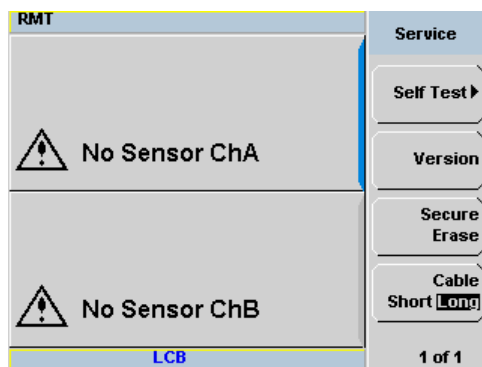 RMT
Service
Self Test
No Sensor ChA
Version
Secure
Erase
Cable
Short Long
No Sensor ChB
LCB
1 of 1